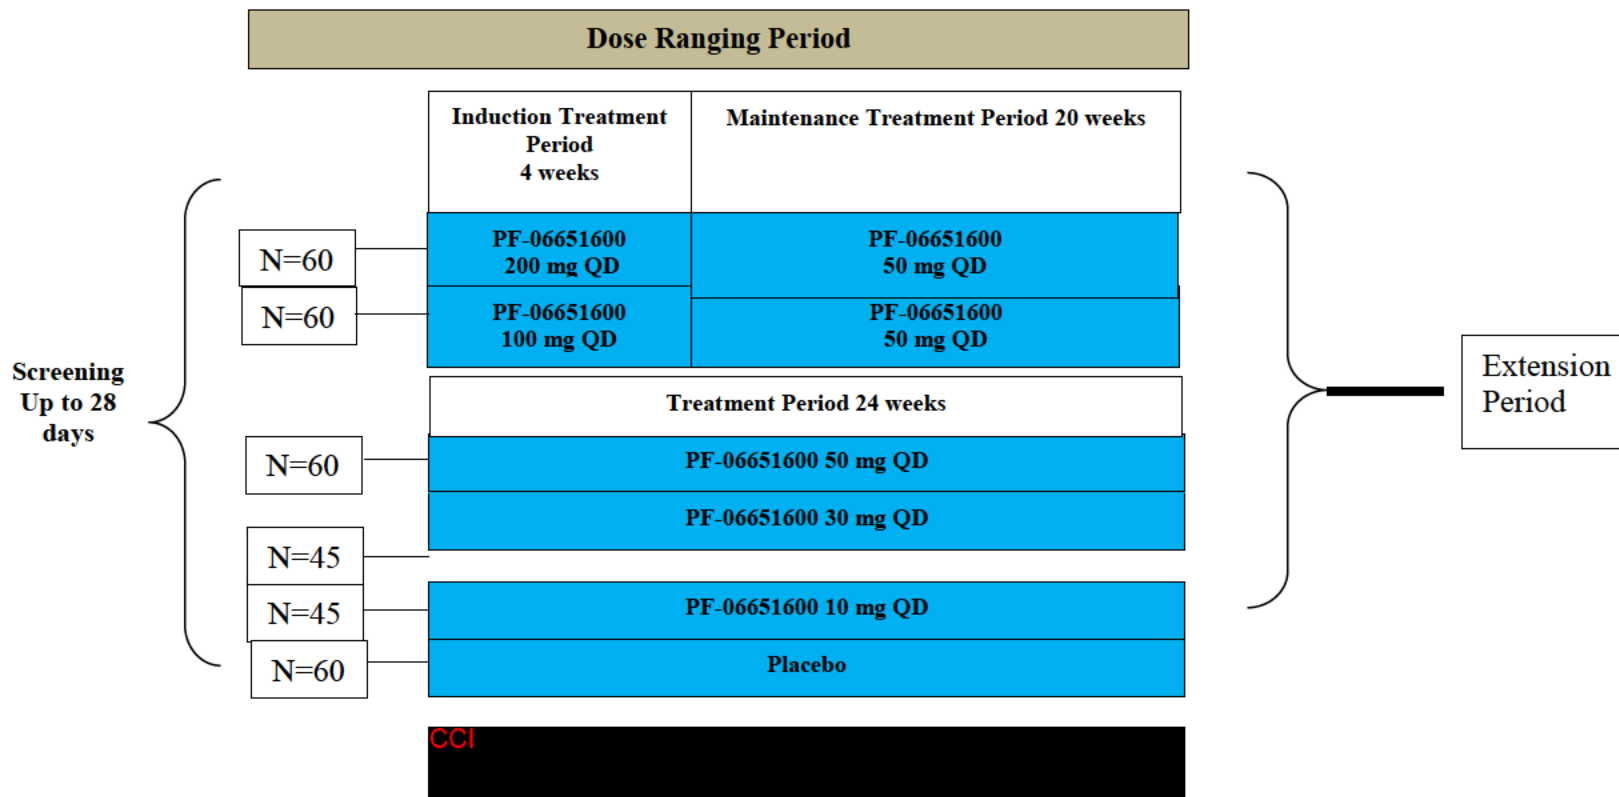 Dose Ranging Period
Induction Treatment
Period
4 weeks
Maintenance Treatment Period 20 weeks
N=60
PF-06651600
200 mg QD
PF-06651600
50 mg QD
N=60
PF-06651600
100 mg QD
PF-06651600
50 mg QD
Screening
Up to 28
days
Extension
Period
Treatment Period 24 weeks
N=60
PF-06651600 50 mg QD
PF-06651600 30 mg QD
N=45
N=45
PF-06651600 10 mg QD
N=60
Placebo
CCI